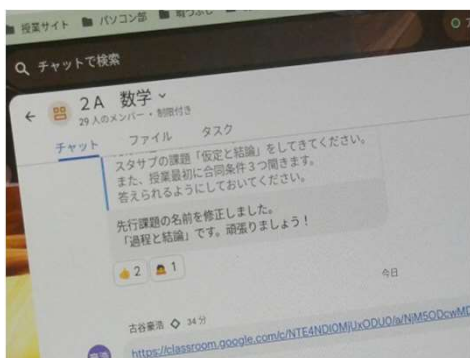 授業サイト パソコン部
チャットで検索
2A 数学
29 人のメンバー・制限付き
チャット ファイル タスク
スタサプの課題「仮定と結論」をしてきてください。
また、授業最初に合同条件3つ聞きます。
答えられるようにしておいてください。
先行課題の名前を修正しました。
「過程と結論」です。頑張りましょう!
2 1
今日
古谷豪浩 34 分